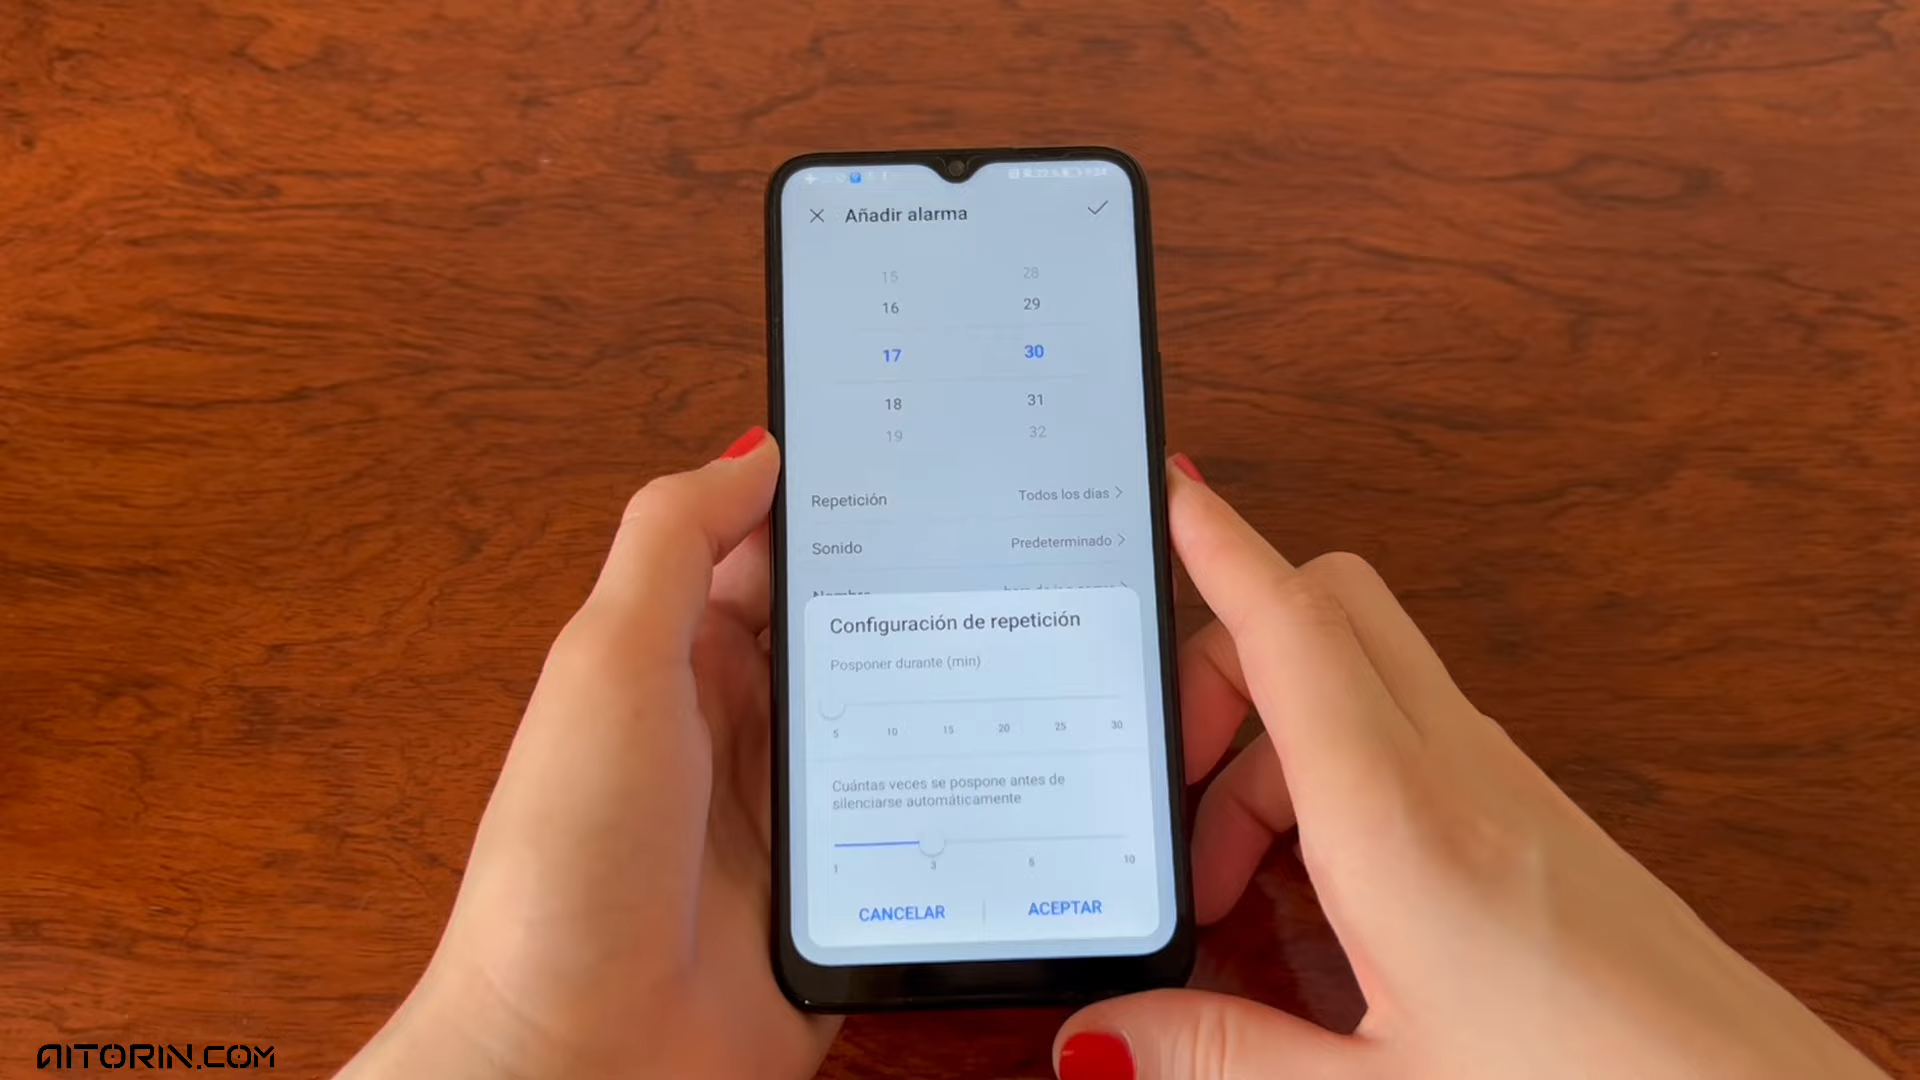 Añadir alarma
15 28
16 29
17 30
18 31
19 32
Repetición Todos los días
Sonido Predeterminado
Configuración de repetición
Posponer durante (min)
5 10 15 20 25 30
Cuántas veces se pospone antes de
silenciarse automáticamente
1 3 5 10
CANCELAR ACEPTAR
AITORIN.COM